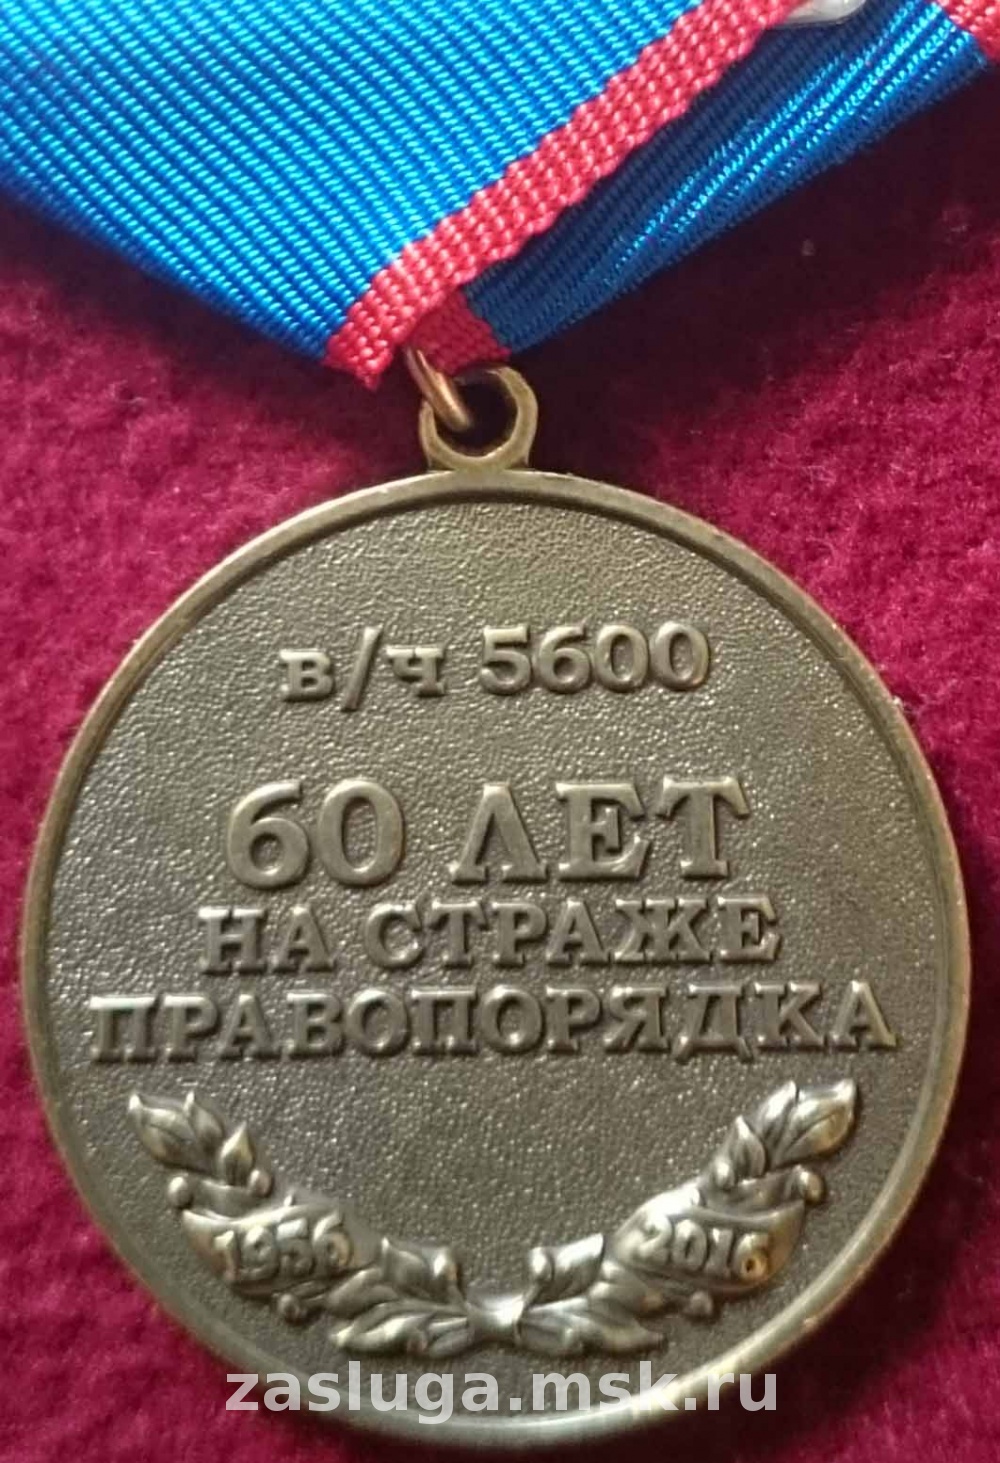 в/ч 5600
60 ЛЕТ
НА СТРАЖЕ
ПРАВОПОРЯДКА
1956 2016
zasluga.msk.ru